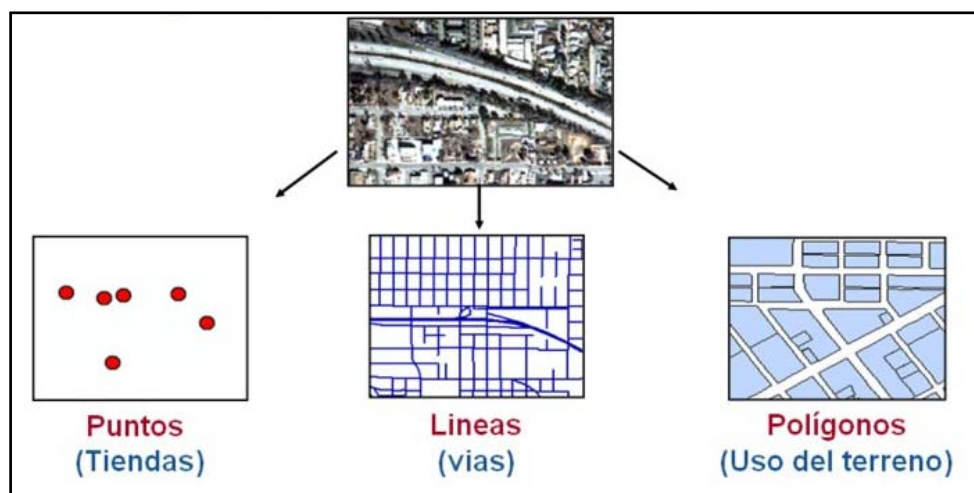 Puntos
(Tiendas)
Lineas
(vias)
Polígonos
(Uso del terreno)